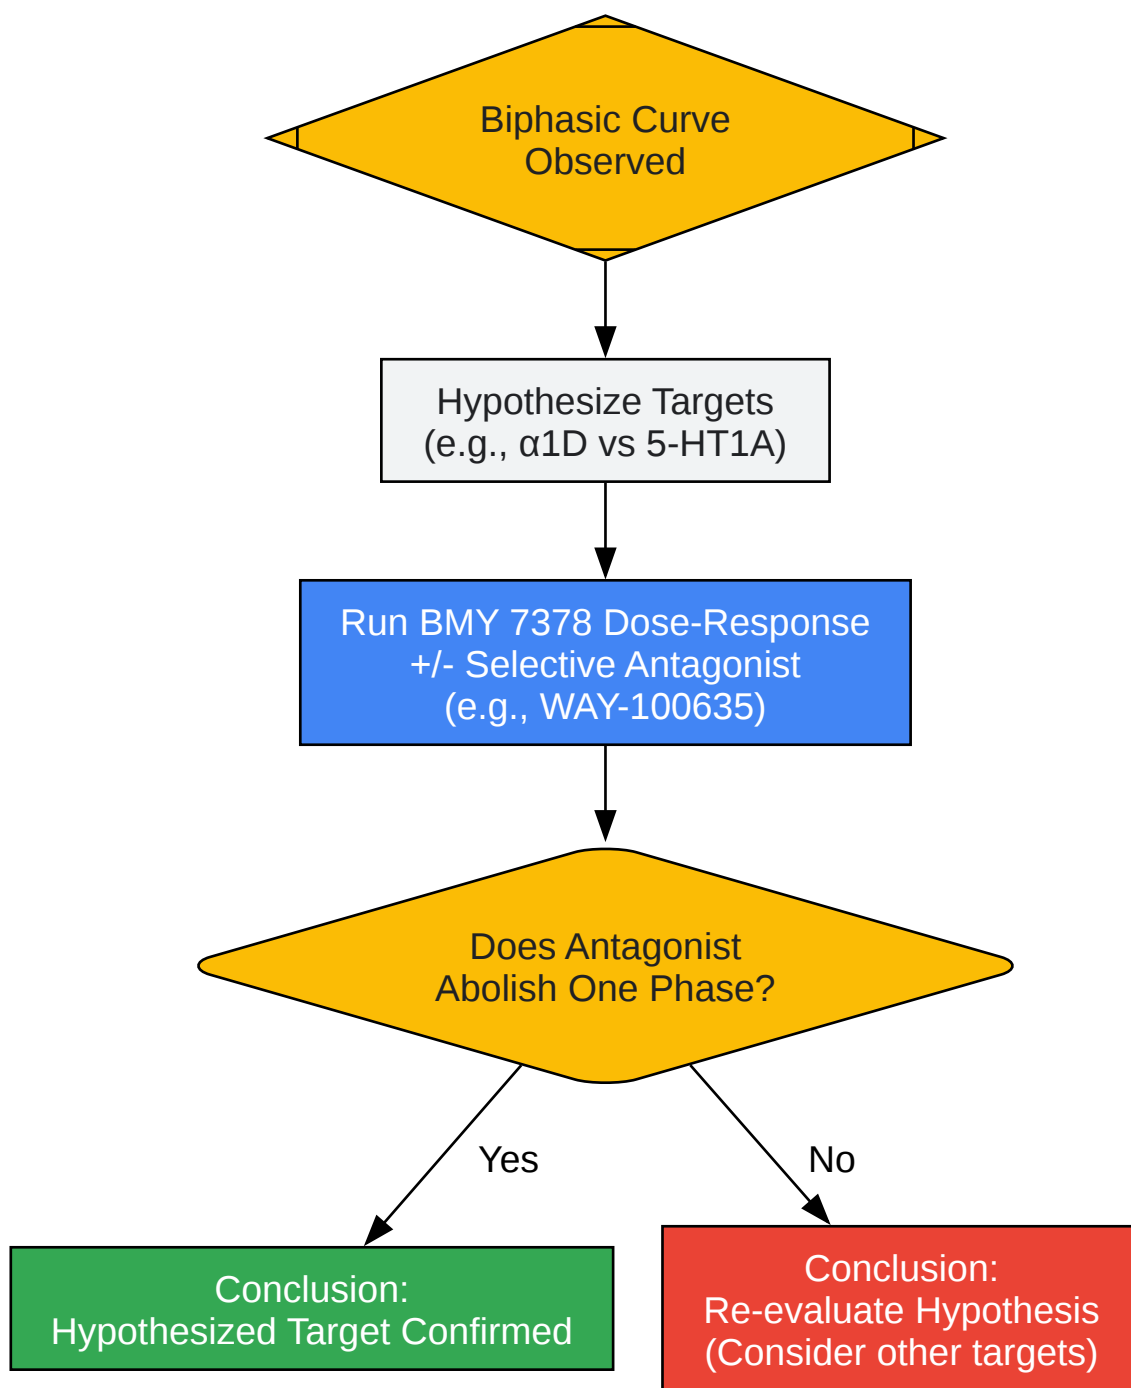 Biphasic Curve
Observed
Hypothesize Targets
(e.g., α1D vs 5-HT1A)
Run BMY 7378 Dose-Response
+/- Selective Antagonist
(e.g., WAY-100635)
Does Antagonist
Abolish One Phase?
Yes
No
Conclusion:
Hypothesized Target Confirmed
Conclusion:
Re-evaluate Hypothesis
(Consider other targets)